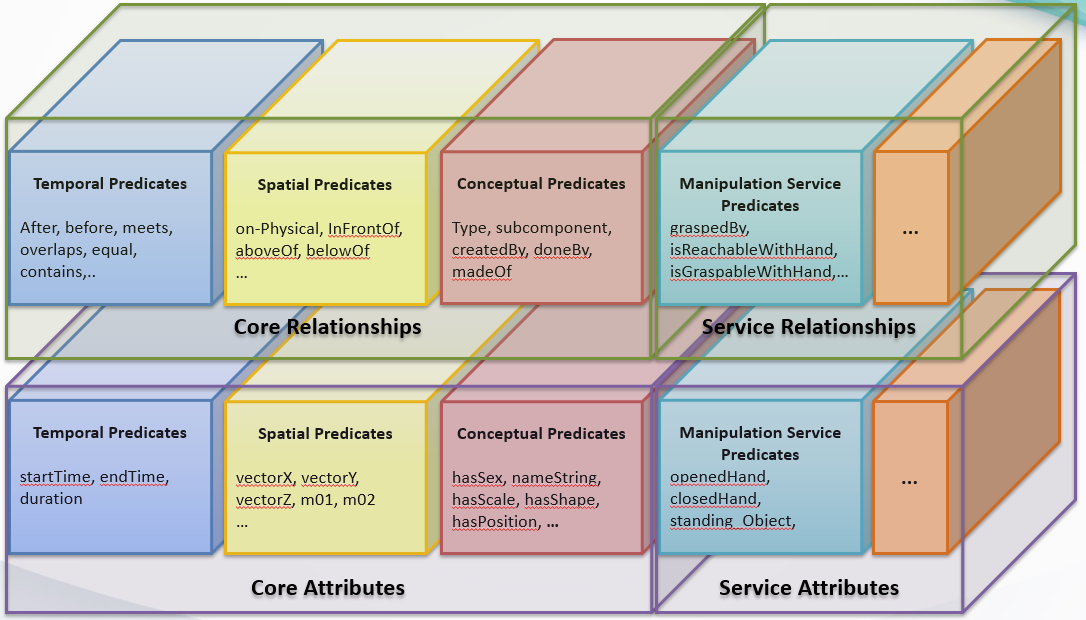 Temporal Predicates
After, before, meets,
overlaps, equal,
contains,..
Spatial Predicates
on-Physical, InFrontOf,
aboveOf, belowOf
...
Conceptual Predicates
Type, subcomponent,
createdBy, doneBy,
madeOf
Manipulation Service
Predicates
graspedBy,
isReachableWithHand,
isGraspableWithHand,...
...
Core Relationships
Service Relationships
Temporal Predicates
startTime, endTime,
duration
Spatial Predicates
vectorX, vectorY,
vectorZ, m01, m02
...
Conceptual Predicates
hasSex, nameString,
hasScale, hasShape,
hasPosition, ...
Manipulation Service
Predicates
openedHand,
closedHand,
standing_Object,
...
Core Attributes
Service Attributes